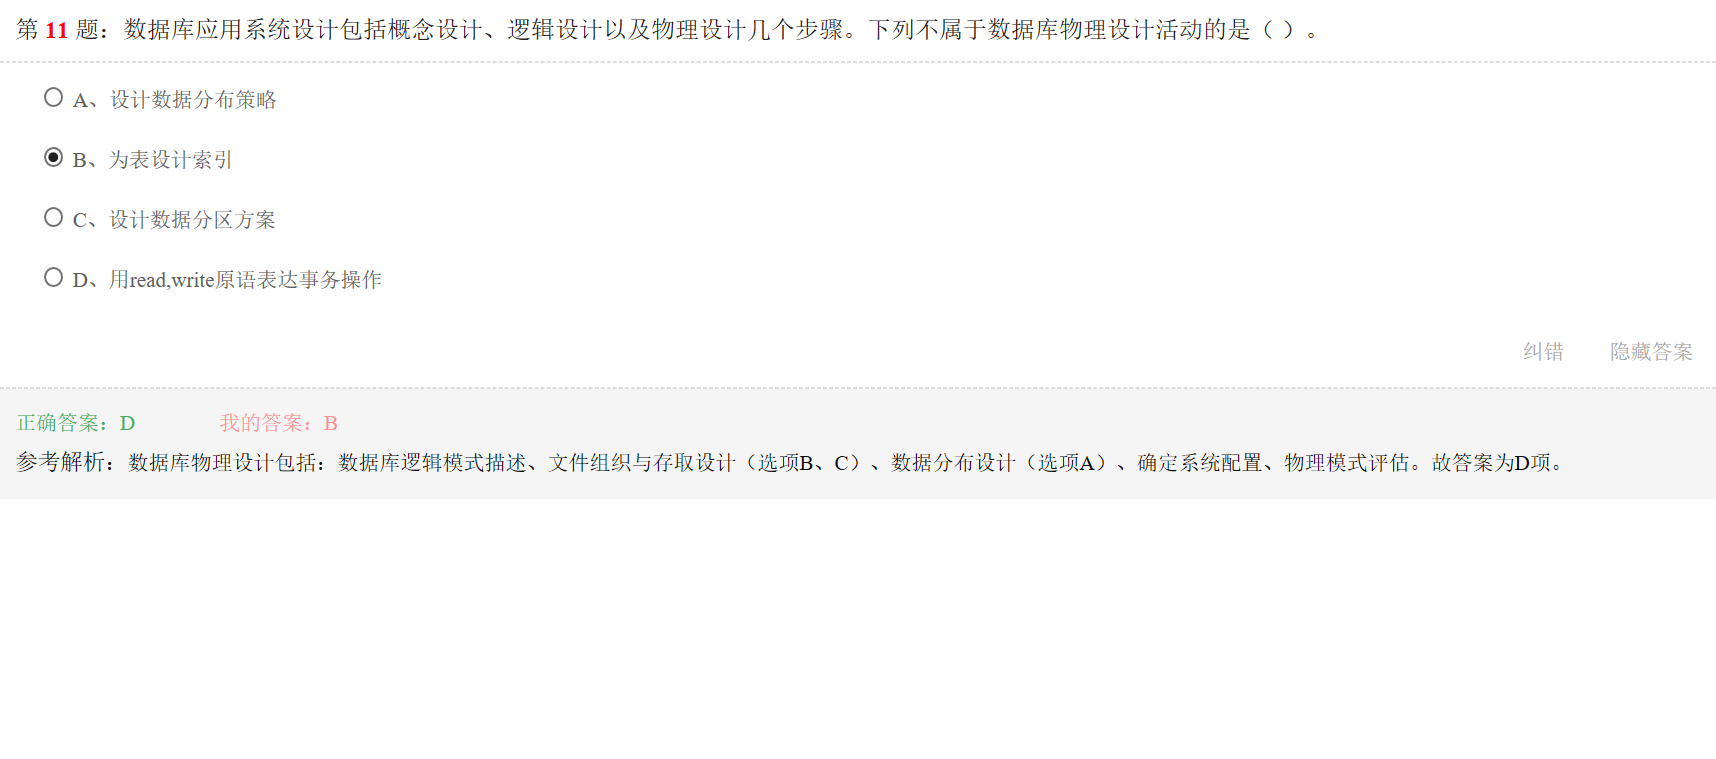 第 11 题：数据库应用系统设计包括概念设计、逻辑设计以及物理设计几个步骤。下列不属于数据库物理设计活动的是（ ）。
A、设计数据分布策略
B、为表设计索引
C、设计数据分区方案
D、用read,write原语表达事务操作
纠错 隐藏答案
正确答案：D 我的答案：B
参考解析：数据库物理设计包括：数据库逻辑模式描述、文件组织与存取设计（选项B、C）、数据分布设计（选项A）、确定系统配置、物理模式评估。故答案为D项。